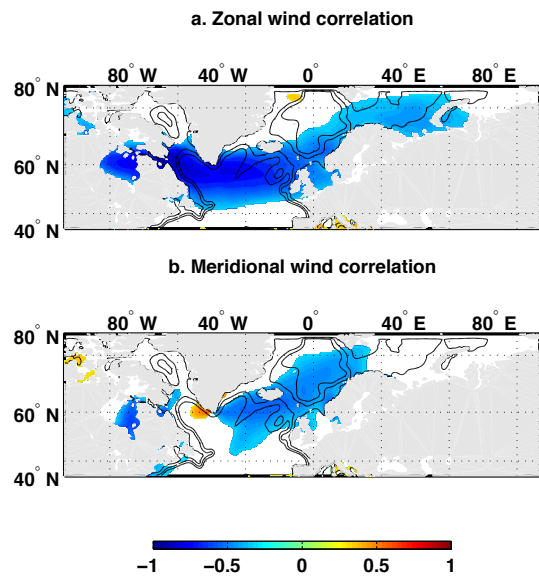 a. Zonal wind correlation
80° W 40° W 0° 40° E 80° E
80° N
60° N
40° N
b. Meridional wind correlation
80° W 40° W 0° 40° E 80° E
80° N
60° N
40° N
−1 −0.5 0 0.5 1